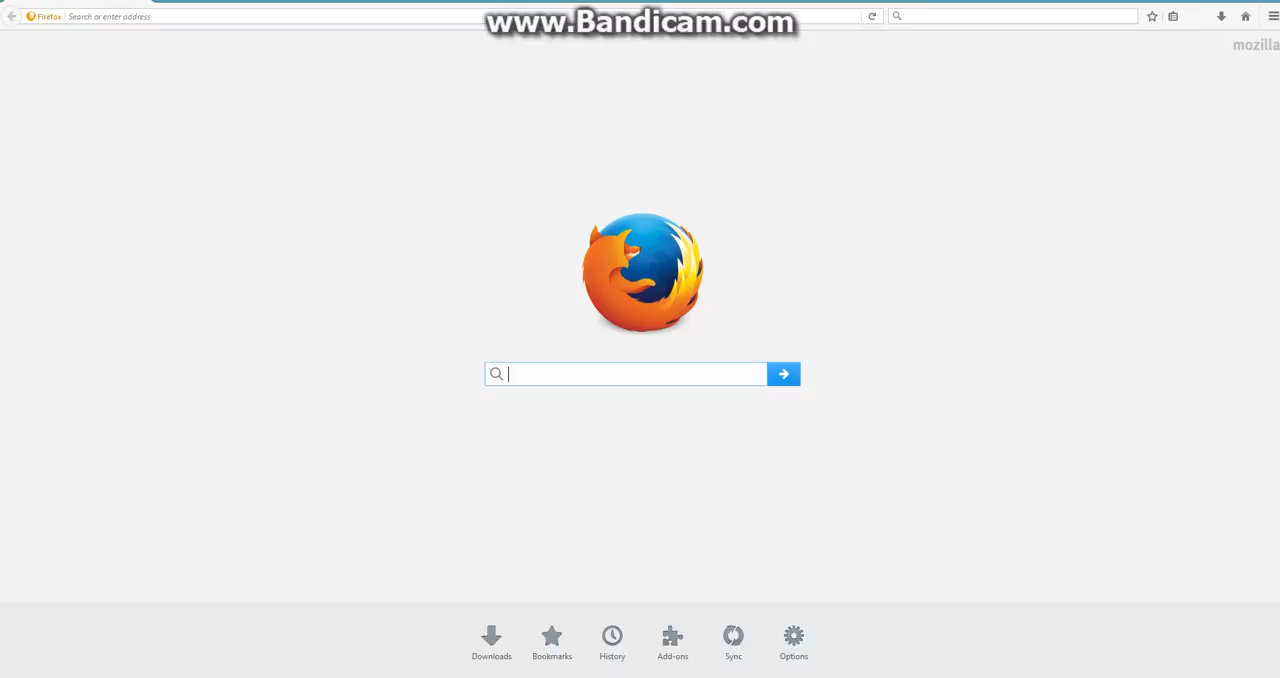 Firefox
Search or enter address
www.Bandicam.com
mozilla
Downloads
Bookmarks
History
Add-ons
Sync
Options